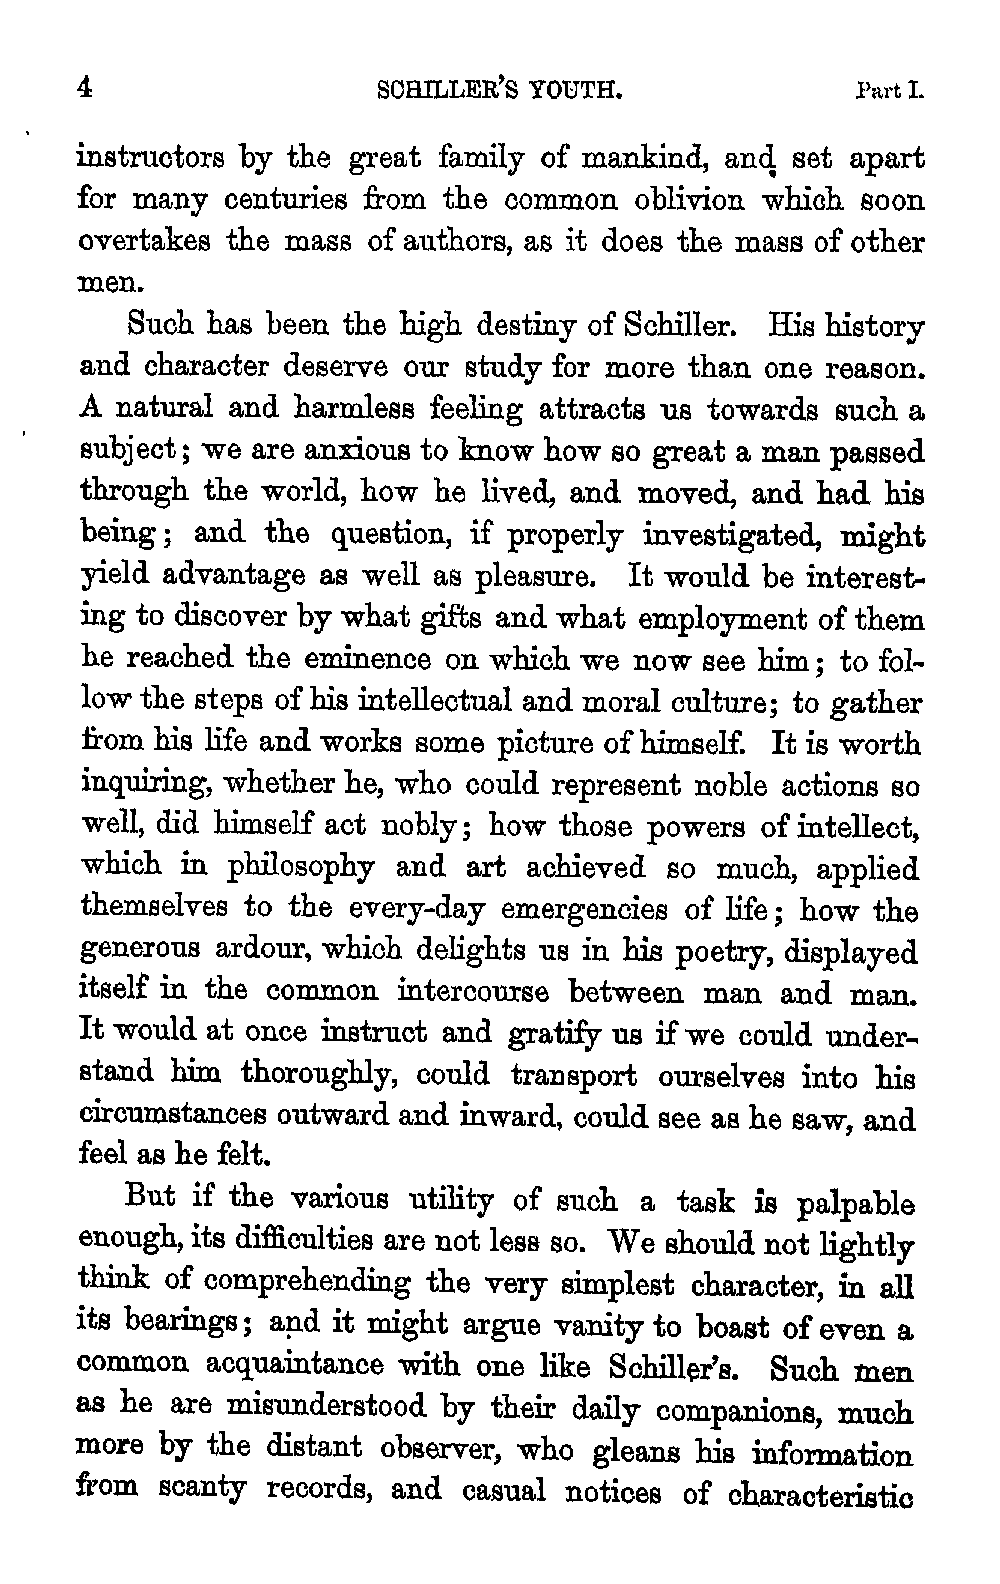 4 SCHILLER'S YOUTH. Part I.
instructors by the great family of mankind, and set apart
for many centuries from the common oblivion which soon
overtakes the mass of authors, as it does the mass of other
men.
Such has been the high destiny of Schiller. His history
and character deserve our study for more than one reason.
A natural and harmless feeling attracts us towards such a
subject; we are anxious to know how so great a man passed
through the world, how he lived, and moved, and had his
being; and the question, if properly investigated, might
yield advantage as well as pleasure. It would be interest-
ing to discover by what gifts and what employment of them
he reached the eminence on which we now see him; to fol-
low the steps of his intellectual and moral culture; to gather
from his life and works some picture of himself. It is worth
inquiring, whether he, who could represent noble actions so
well, did himself act nobly; how those powers of intellect,
which in philosophy and art achieved so much, applied
themselves to the every-day emergencies of life; how the
generous ardour, which delights us in his poetry, displayed
itself in the common intercourse between man and man.
It would at once instruct and gratify us if we could under-
stand him thoroughly, could transport ourselves into his
circumstances outward and inward, could see as he saw, and
feel as he felt.
But if the various utility of such a task is palpable
enough, its difficulties are not less so. We should not lightly
think of comprehending the very simplest character, in all
its bearings; and it might argue vanity to boast of even a
common acquaintance with one like Schiller's. Such men
as he are misunderstood by their daily companions, much
more by the distant observer, who gleans his information
from scanty records, and casual notices of characteristic